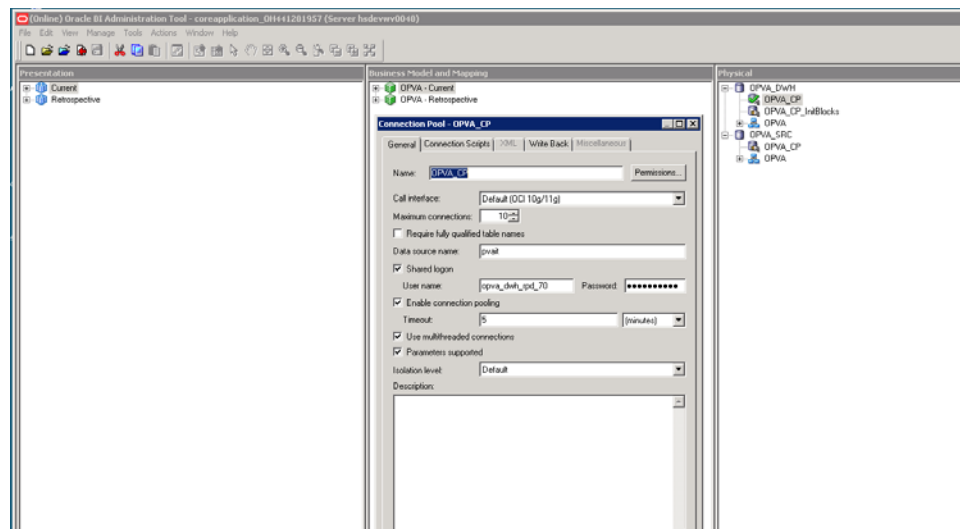 (Online) Oracle BI Administration Tool - coreapplication_OH441281957 (Server hsdevwv0040)
File Edit View Manage Tools Actions Window Help
Presentation
Current
Retrospective
Business Model and Mapping
OPVA - Current
OPVA - Retrospective
Physical
OPVA_DWH
OPVA_CP
OPVA_CP_InitBlocks
OPVA
OPVA_SRC
OPVA_CP
OPVA
Connection Pool - OPVA_CP
General Connection Scripts XML Write Back Miscellaneous
Name: OPVA_CP Permissions...
Call interface: Default (OCI 10g/11g)
Maximum connections: 10
Require fully qualified table names
Data source name: pvait
Shared logon
User name: opva_dwh_rpd_70 Password: ●●●●●●●●●●
Enable connection pooling
Timeout: 5 (minutes)
Use multithreaded connections
Parameters supported
Isolation level: Default
Description: